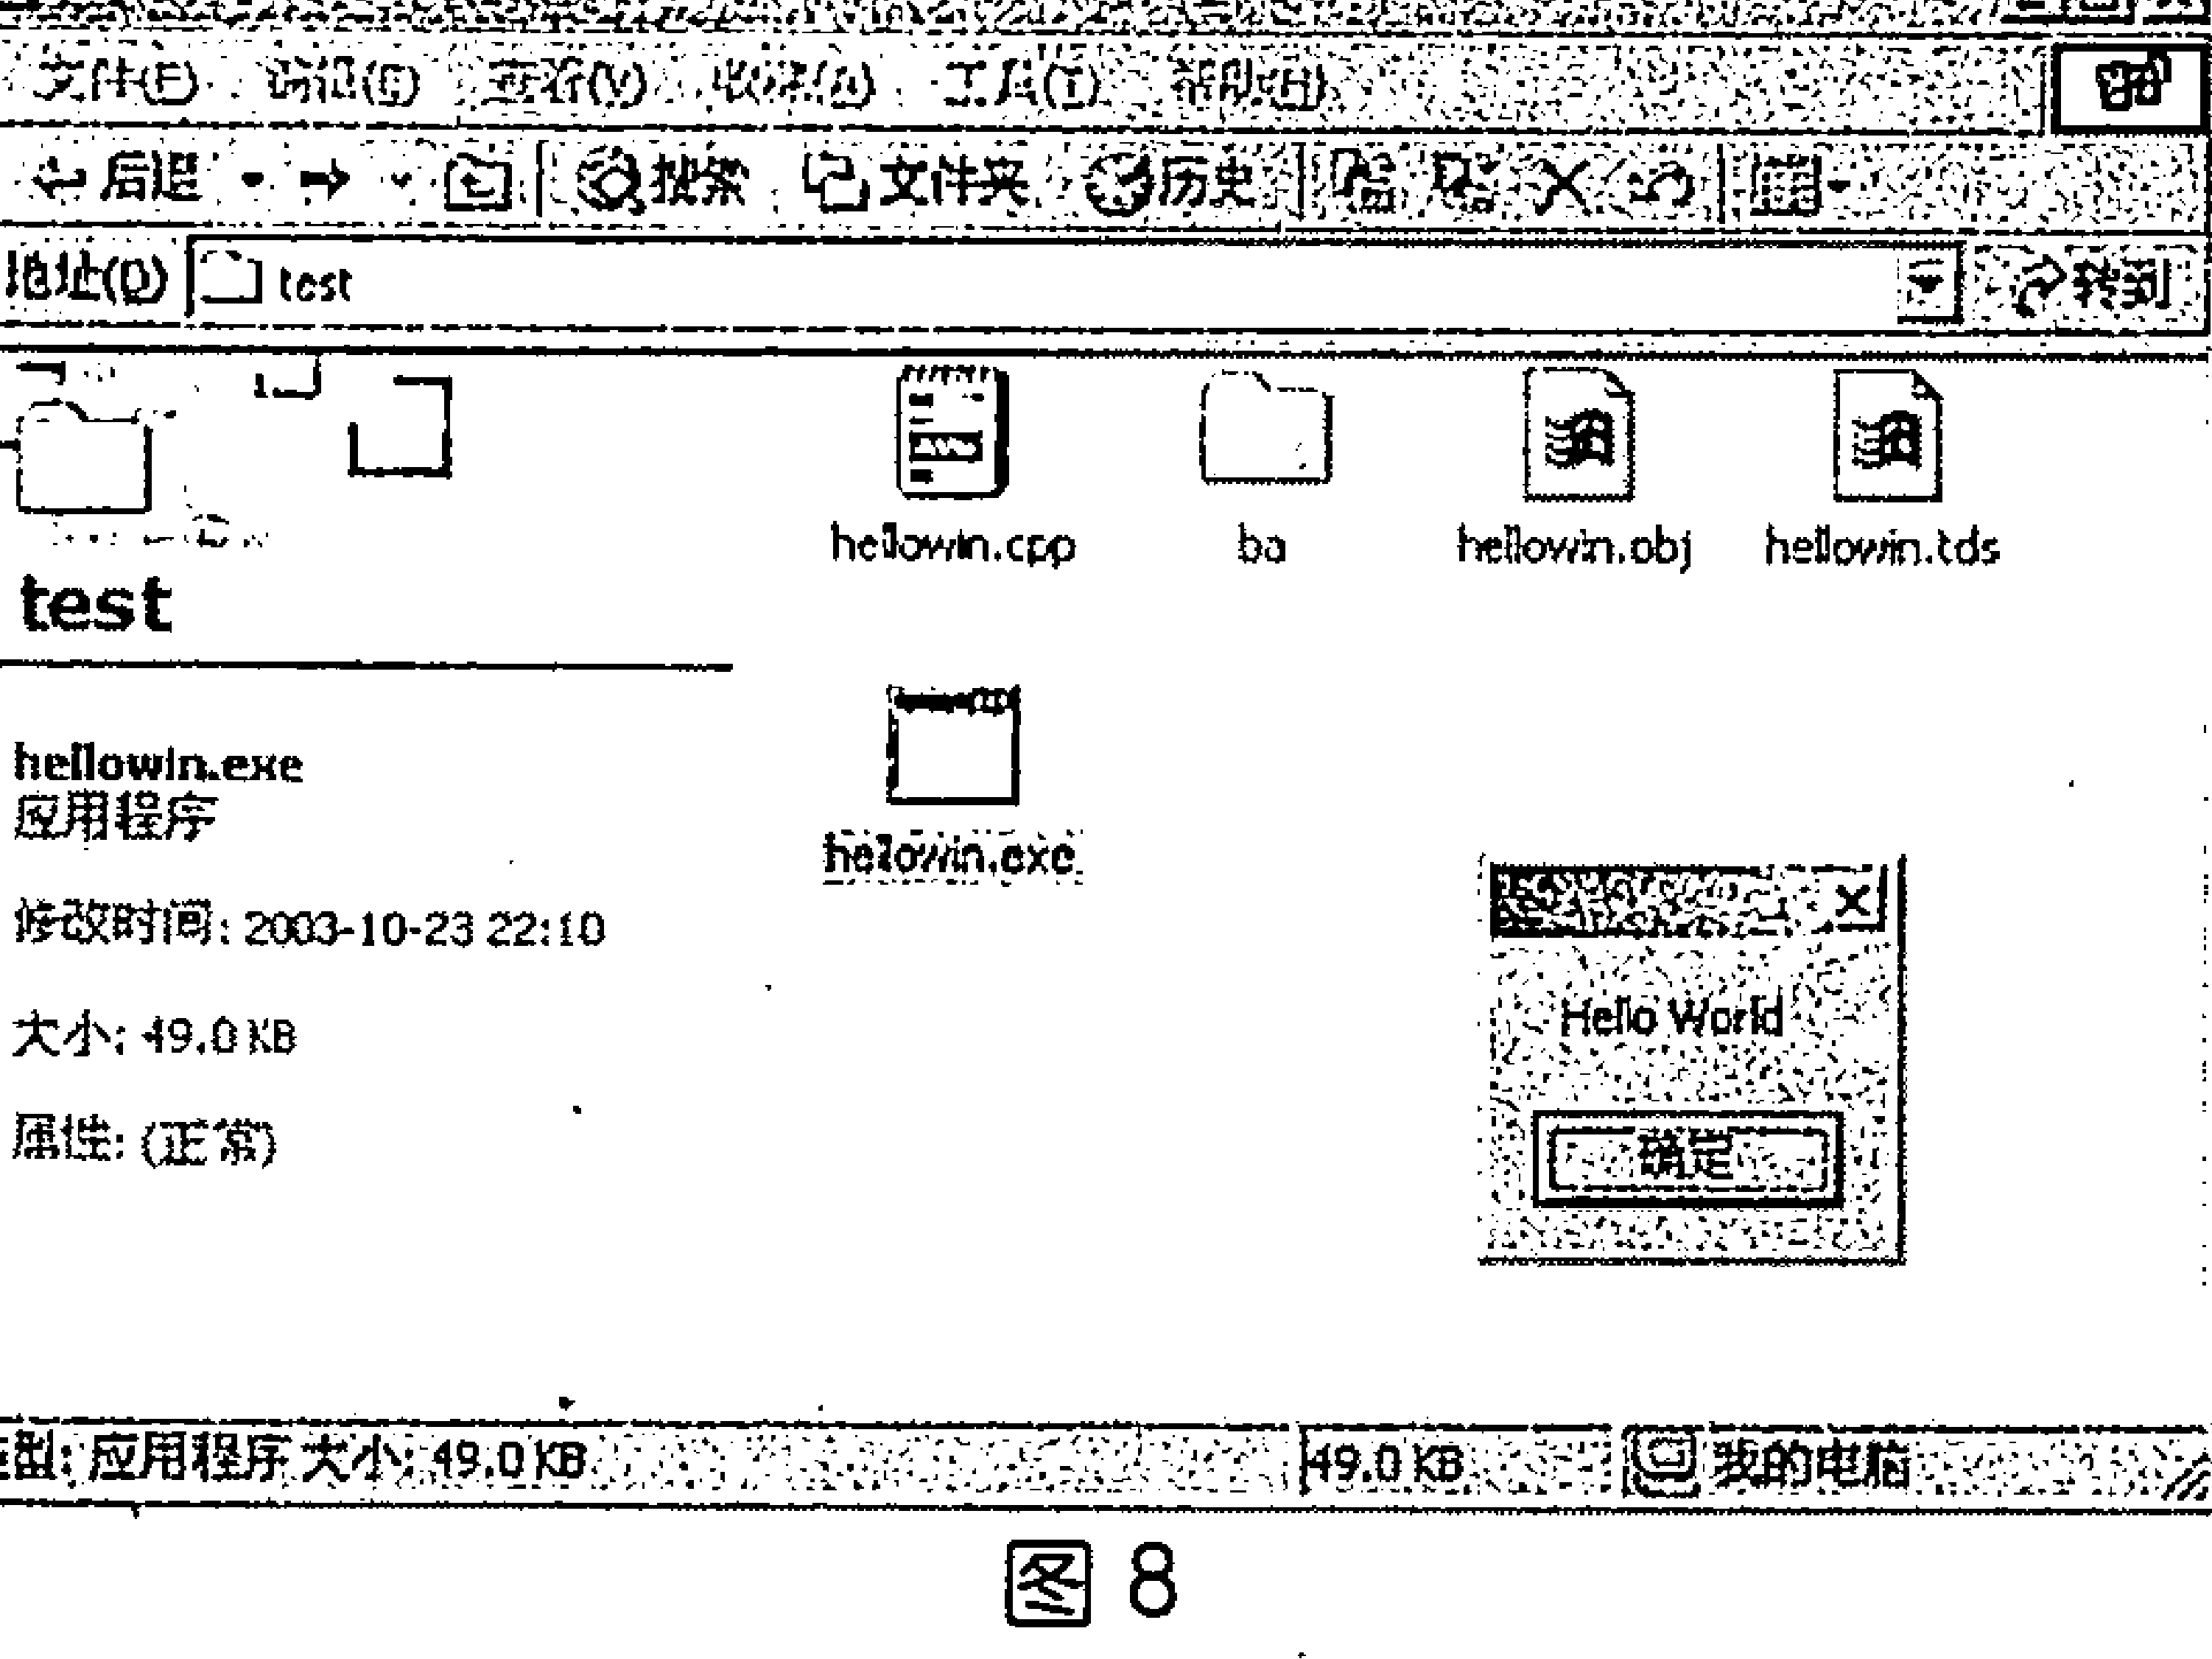 文件(F) 编辑(E) 查看(V) 收藏(A) 工具(T) 帮助(H)
后退 搜索 文件夹 历史
地址(D) test 转到
hellowin.cpp ba hellowin.obj hellowin.tds
test
hellowin.exe
hellowin.exe
应用程序
修改时间: 2003-10-23 22:10
大小: 49.0 KB
属性: (正常)
Hello World
确定
类型: 应用程序 大小: 49.0 KB 49.0 KB 我的电脑
图 8